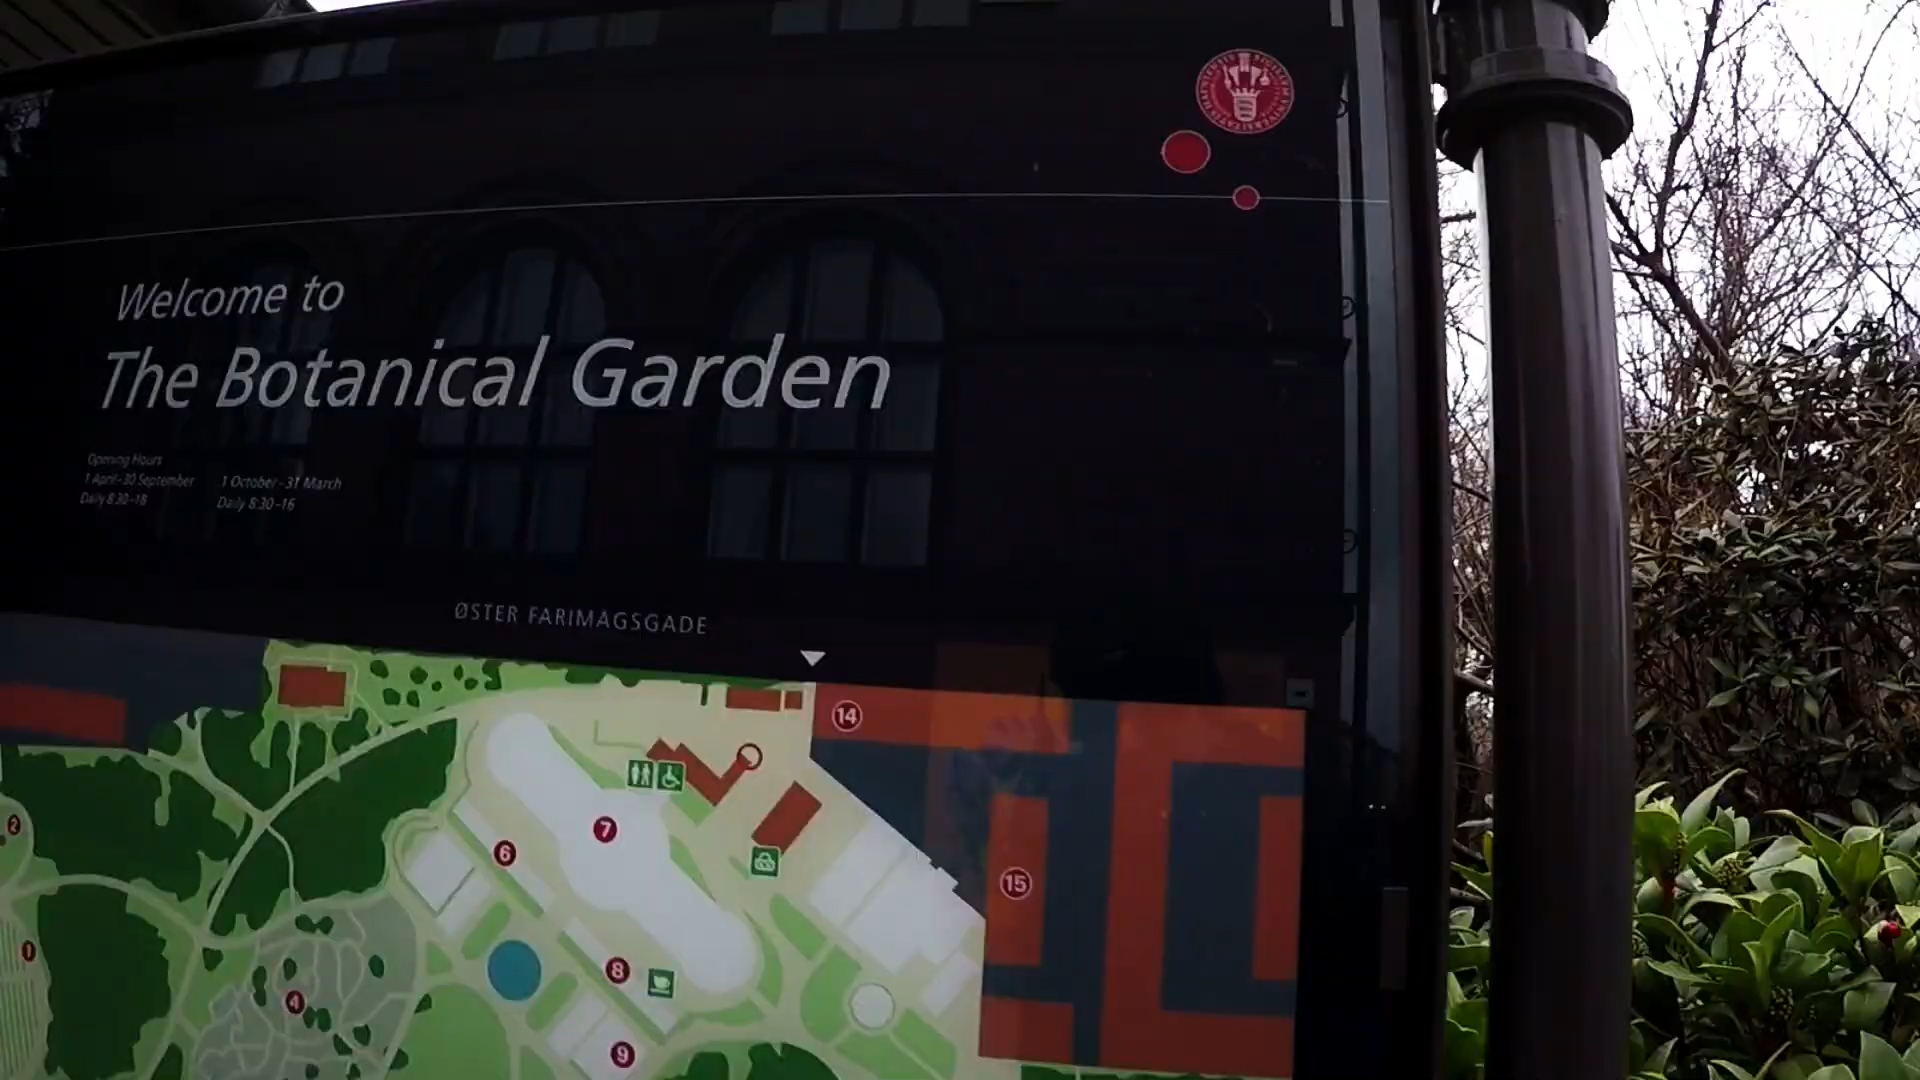 Welcome to
The Botanical Garden
Opening Hours
1 April - 30 September
Daily 8:30 -18
1 October - 31 March
Daily 8:30 -16
ØSTER FARIMAGSGADE
14
7
2
6
15
1
8
4
9